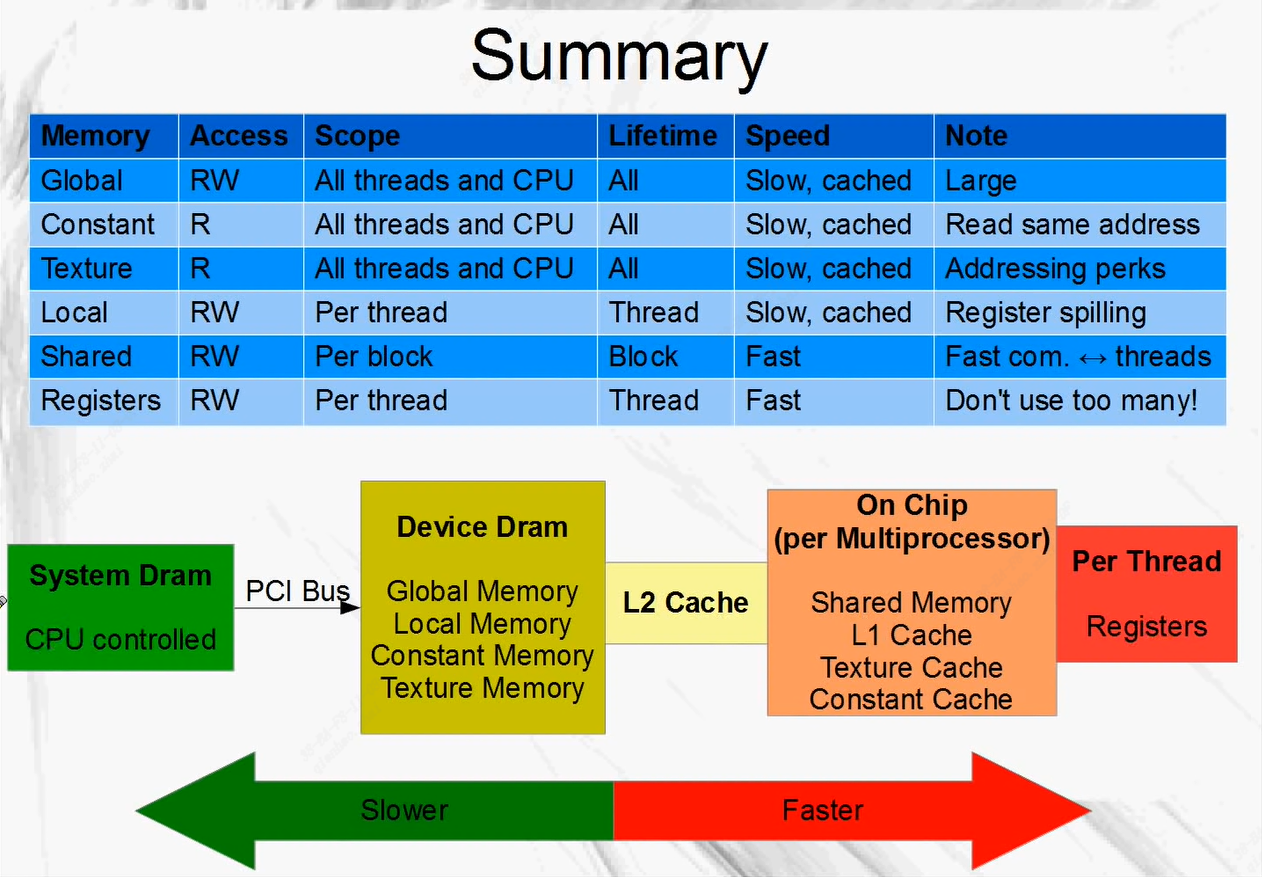 Summary
Memory Access Scope Lifetime Speed Note
Global RW All threads and CPU All Slow, cached Large
Constant R All threads and CPU All Slow, cached Read same address
Texture R All threads and CPU All Slow, cached Addressing perks
Local RW Per thread Thread Slow, cached Register spilling
Shared RW Per block Block Fast Fast com. ↔ threads
Registers RW Per thread Thread Fast Don't use too many!
System Dram
CPU controlled
PCI Bus
Device Dram
Global Memory
Local Memory
Constant Memory
Texture Memory
L2 Cache
On Chip
(per Multiprocessor)
Shared Memory
L1 Cache
Texture Cache
Constant Cache
Per Thread
Registers
Slower
Faster